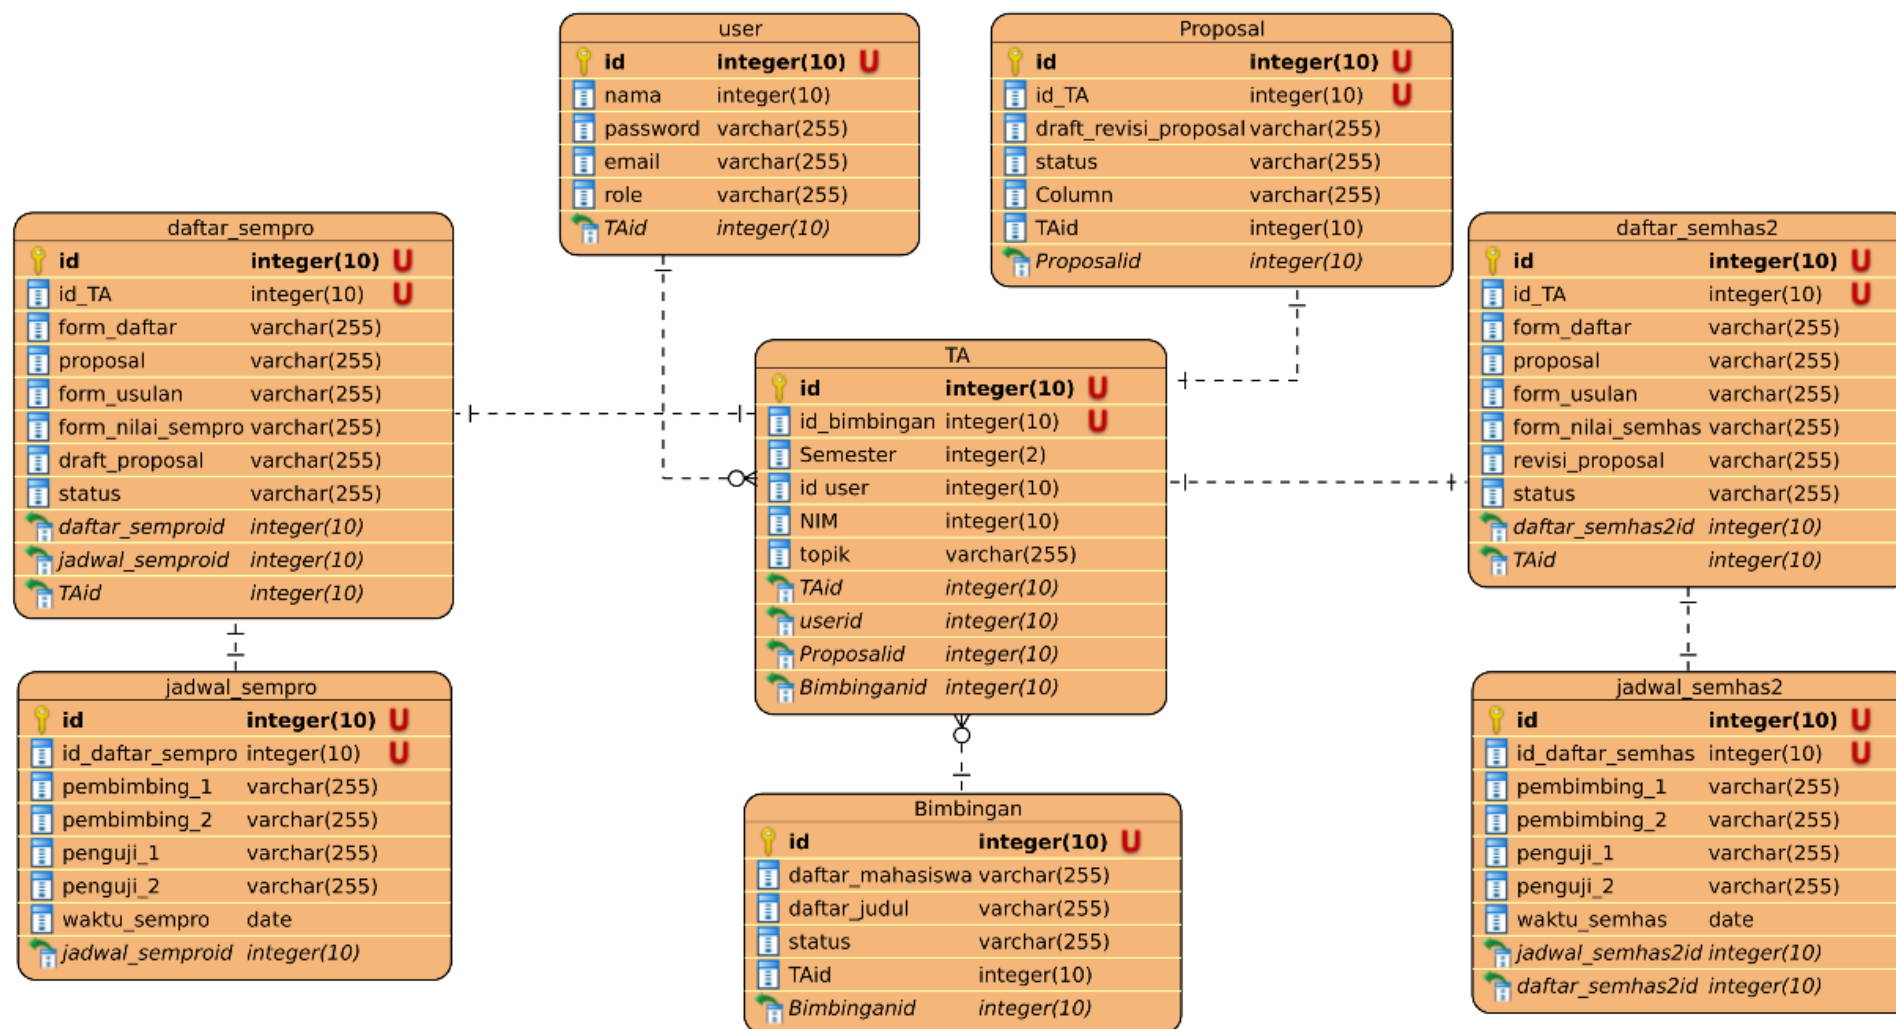 user
id integer(10) U
nama integer(10)
password varchar(255)
email varchar(255)
role varchar(255)
TAid integer(10)
Proposal
id integer(10) U
id_TA integer(10) U
draft_revisi_proposal varchar(255)
status varchar(255)
Column varchar(255)
TAid integer(10)
Proposalid integer(10)
daftar_sempro
id integer(10) U
id_TA integer(10) U
form_daftar varchar(255)
proposal varchar(255)
form_usulan varchar(255)
form_nilai_sempro varchar(255)
draft_proposal varchar(255)
status varchar(255)
daftar_semproid integer(10)
jadwal_semproid integer(10)
TAid integer(10)
TA
id integer(10) U
id_bimbingan integer(10) U
Semester integer(2)
id user integer(10)
NIM integer(10)
topik varchar(255)
TAid integer(10)
userid integer(10)
Proposalid integer(10)
Bimbinganid integer(10)
daftar_semhas2
id integer(10) U
id_TA integer(10) U
form_daftar varchar(255)
proposal varchar(255)
form_usulan varchar(255)
form_nilai_semhas varchar(255)
revisi_proposal varchar(255)
status varchar(255)
daftar_semhas2id integer(10)
TAid integer(10)
jadwal_sempro
id integer(10) U
id_daftar_sempro integer(10) U
pembimbing_1 varchar(255)
pembimbing_2 varchar(255)
penguji_1 varchar(255)
penguji_2 varchar(255)
waktu_sempro date
jadwal_semproid integer(10)
Bimbingan
id integer(10) U
daftar_mahasiswa varchar(255)
daftar_judul varchar(255)
status varchar(255)
TAid integer(10)
Bimbinganid integer(10)
jadwal_semhas2
id integer(10) U
id_daftar_semhas integer(10) U
pembimbing_1 varchar(255)
pembimbing_2 varchar(255)
penguji_1 varchar(255)
penguji_2 varchar(255)
waktu_semhas date
jadwal_semhas2id integer(10)
daftar_semhas2id integer(10)